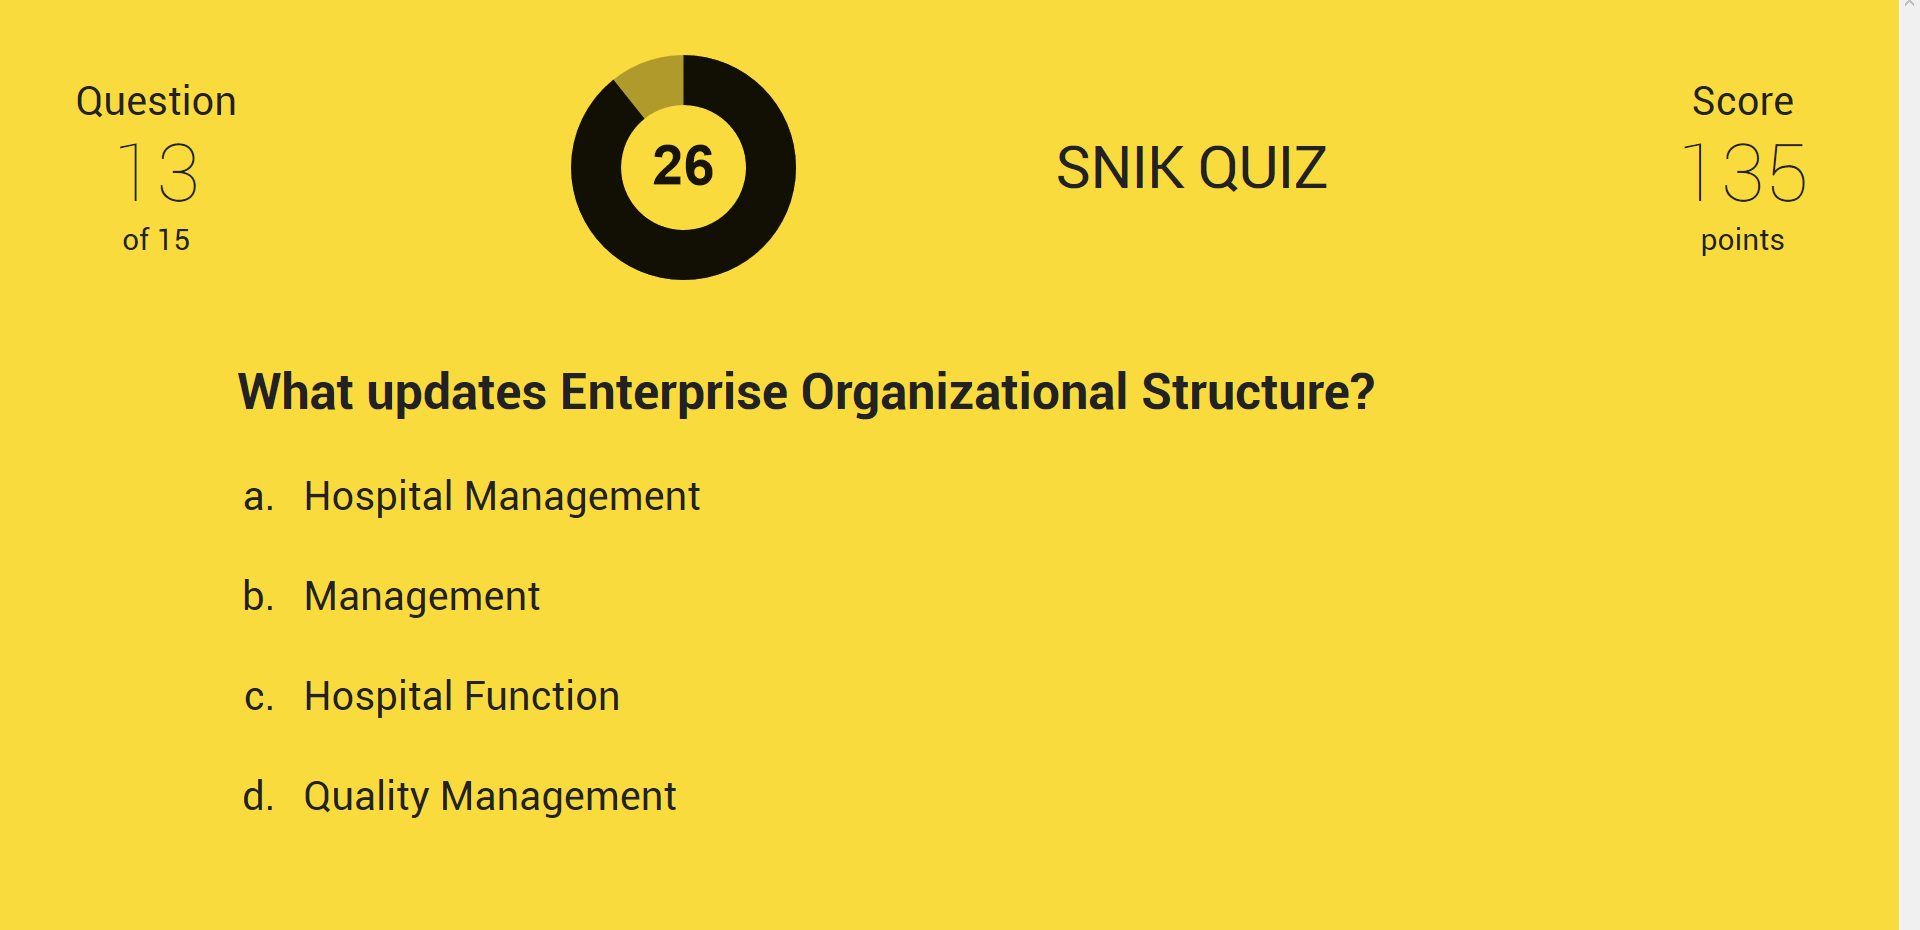 Question
13
of 15
26
SNIK QUIZ
Score
135
points
What updates Enterprise Organizational Structure?
a. Hospital Management
b. Management
c. Hospital Function
d. Quality Management